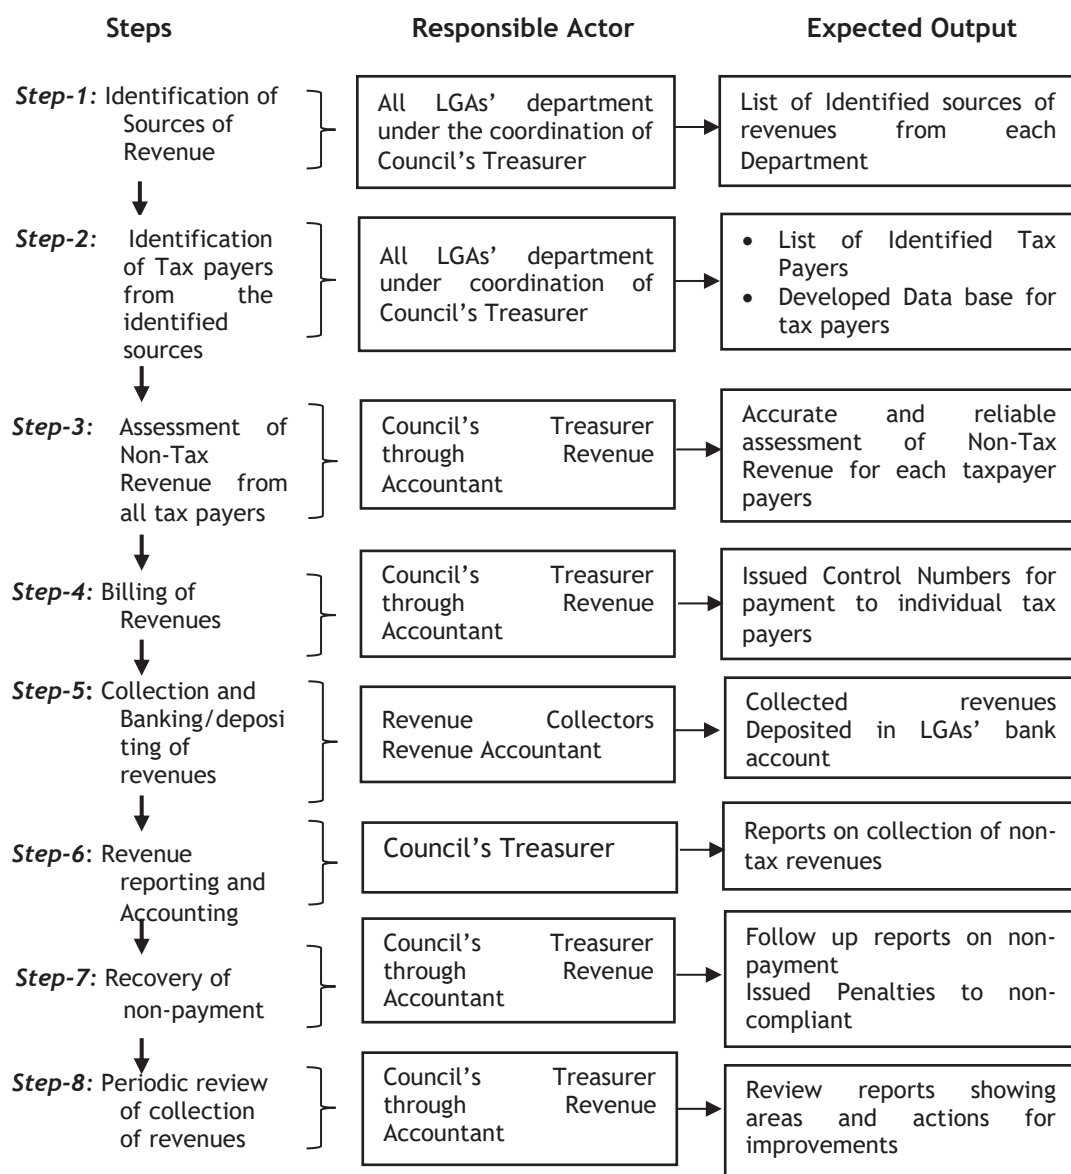 Steps Responsible Actor Expected Output
Step-1: Identification of
Sources of
Revenue
All LGAs’ department
under the coordination of
Council’s Treasurer
List of Identified sources of
revenues from each
Department
Step-2: Identification
of Tax payers
from the
identified
sources
All LGAs’ department
under coordination of
Council’s Treasurer
• List of Identified Tax
Payers
• Developed Data base for
tax payers
Step-3: Assessment of
Non-Tax
Revenue from
all tax payers
Council’s Treasurer
through Revenue
Accountant
Accurate and reliable
assessment of Non-Tax
Revenue for each taxpayer
payers
Step-4: Billing of
Revenues
Council’s Treasurer
through Revenue
Accountant
Issued Control Numbers for
payment to individual tax
payers
Step-5: Collection and
Banking/deposi
ting of
revenues
Revenue Collectors
Revenue Accountant
Collected revenues
Deposited in LGAs’ bank
account
Step-6: Revenue
reporting and
Accounting
Council’s Treasurer
Reports on collection of non-
tax revenues
Step-7: Recovery of
non-payment
Council’s Treasurer
through Revenue
Accountant
Follow up reports on non-
payment
Issued Penalties to non-
compliant
Step-8: Periodic review
of collection
of revenues
Council’s Treasurer
through Revenue
Accountant
Review reports showing
areas and actions for
improvements